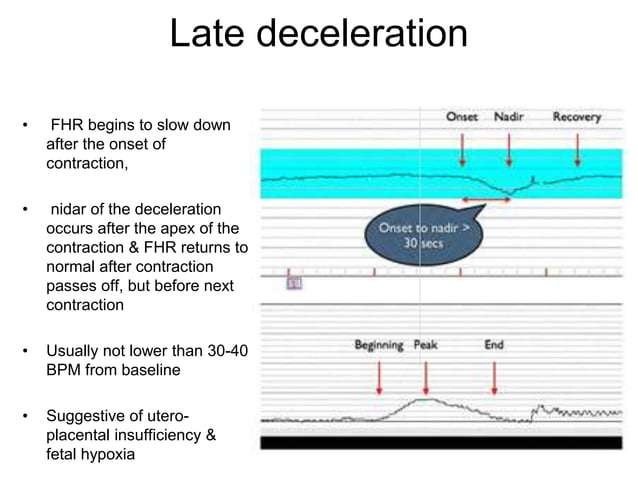 Late deceleration
• FHR begins to slow down
after the onset of
contraction,
• nidar of the deceleration
occurs after the apex of the
contraction & FHR returns to
normal after contraction
passes off, but before next
contraction
• Usually not lower than 30-40
BPM from baseline
• Suggestive of utero-
placental insufficiency &
fetal hypoxia
Onset Nadir Recovery
Onset to nadir >
30 secs
Beginning Peak End